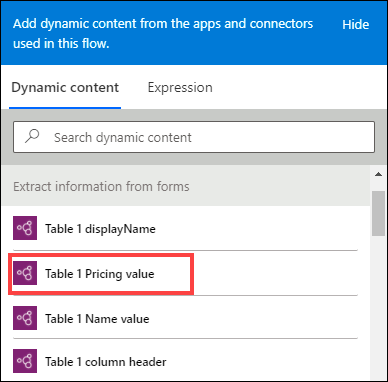 Add dynamic content from the apps and connectors
used in this flow.
Hide
Dynamic content
Expression
Search dynamic content
Extract information from forms
Table 1 displayName
Table 1 Pricing value
Table 1 Name value
Table 1 column header